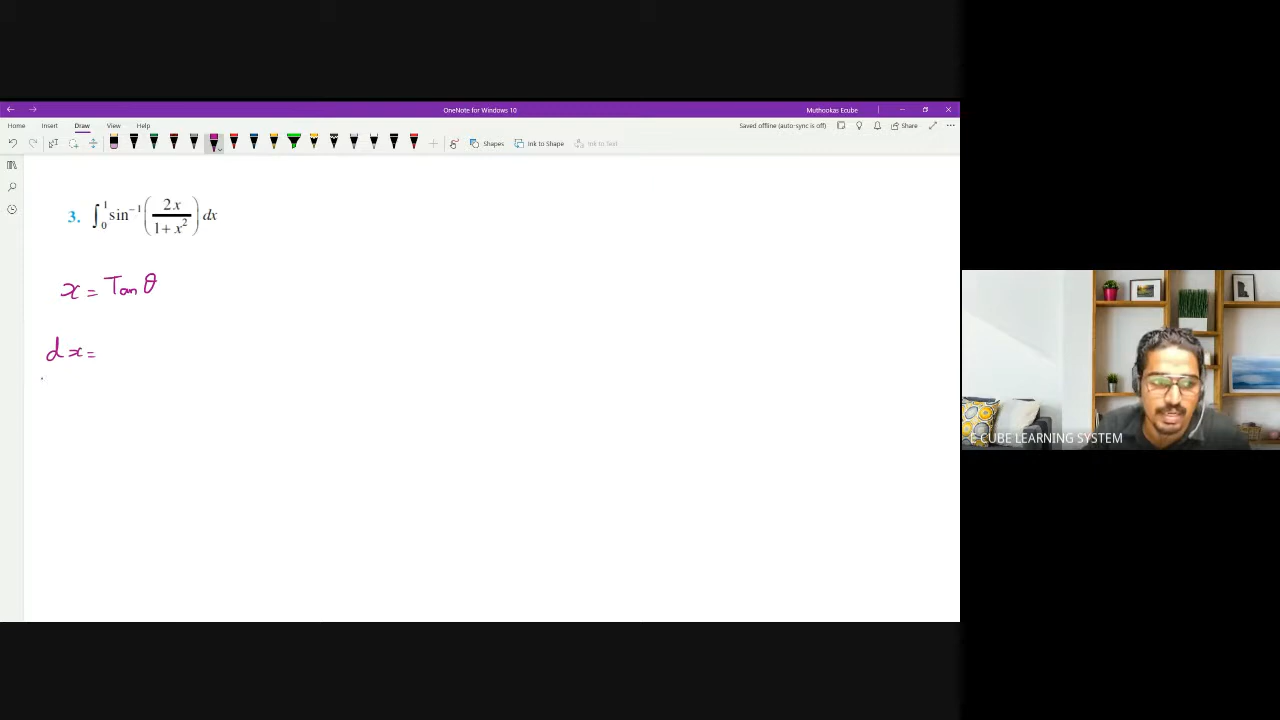 OneNote for Windows 10
Muthookas Ecube
Home Insert Draw View Help
Saved offline (auto-sync is off)
Share
Shapes
Ink to Shape
Ink to Text
3. ∫₀¹ sin⁻¹ (2x / 1 + x²) dx
x = Tan θ
dx =
E CUBE LEARNING SYSTEM